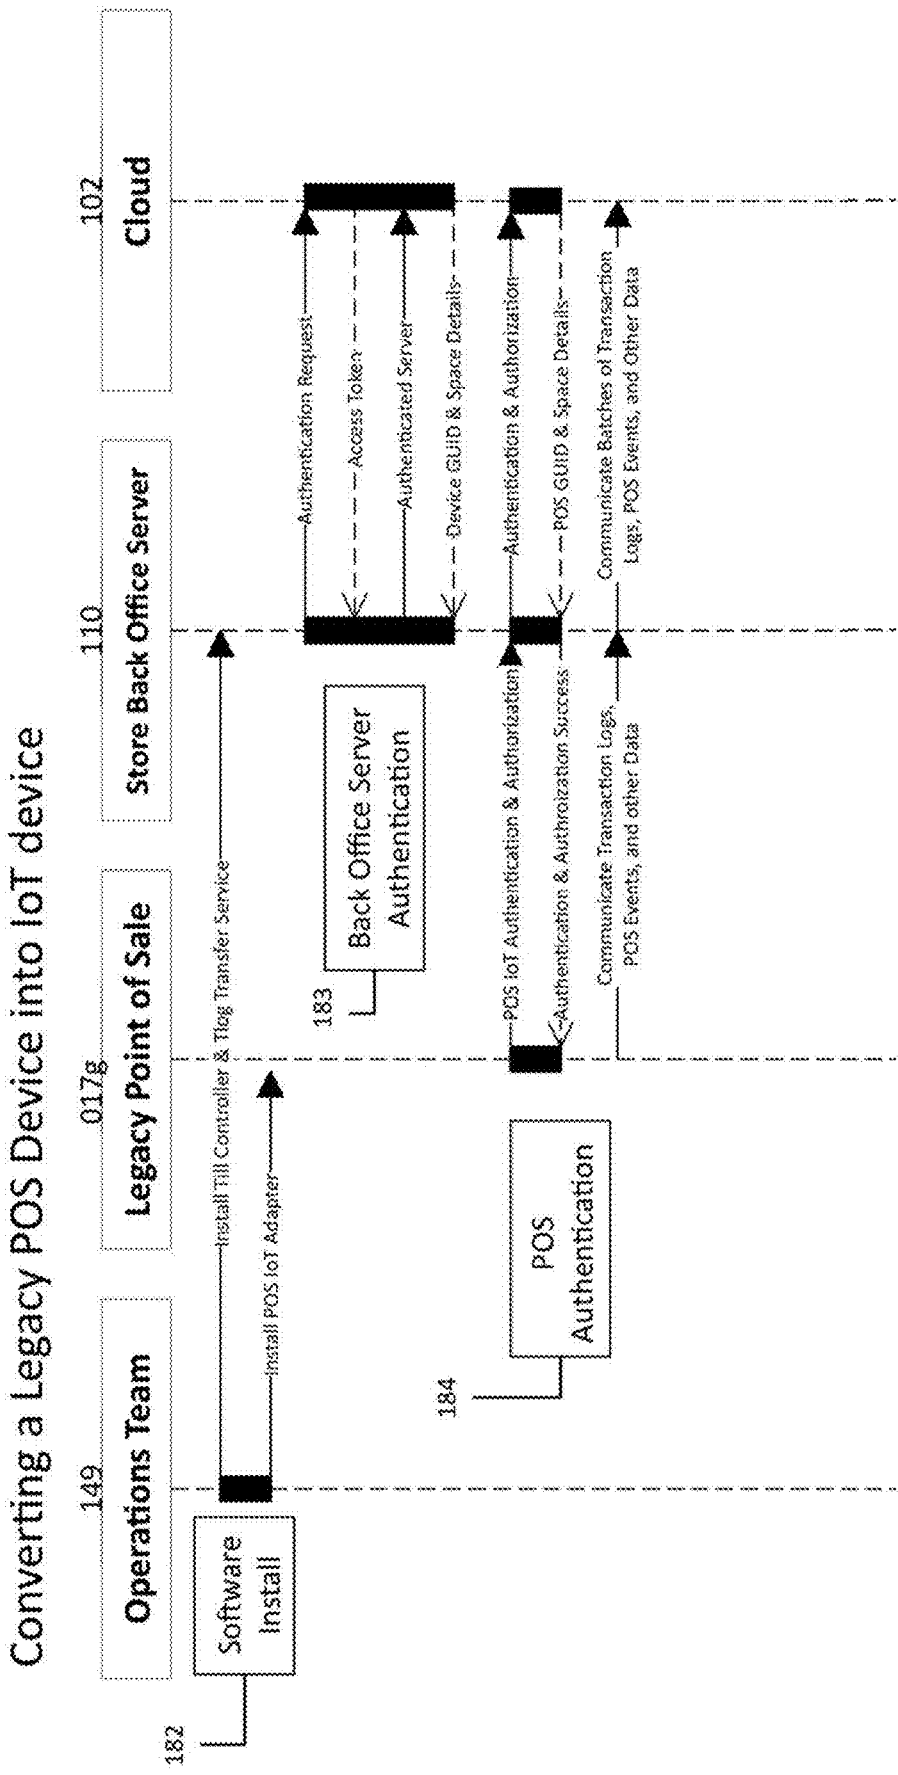 Converting a Legacy POS Device into IoT device
149
017g
110
102
Operations Team
Legacy Point of Sale
Store Back Office Server
Cloud
182
Software
Install
Install Till Controller & Tlog Transfer Service
Install POS IoT Adapter
183
Back Office Server
Authentication
Authentication Request
Access Token
Authenticated Server
Device GUID & Space Details
184
POS
Authentication
POS IoT Authentication & Authorization
Authentication & Authorization
Authentication & Authroization Success
POS GUID & Space Details
Communicate Transaction Logs,
POS Events, and other Data
Communicate Batches of Transaction
Logs, POS Events, and Other Data